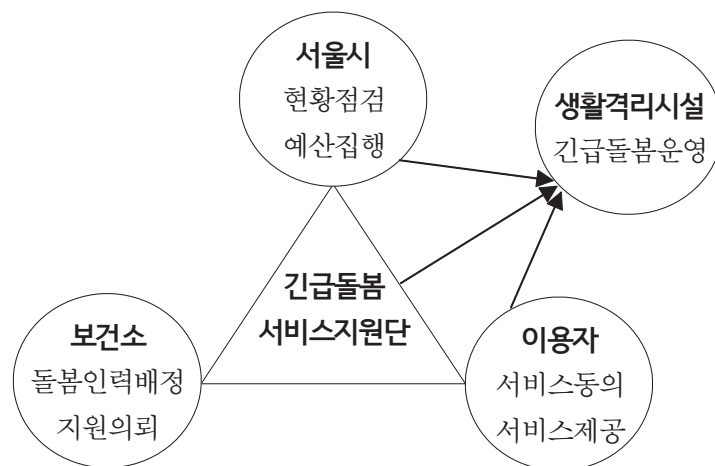 서울시
현황점검
예산집행
생활격리시설
긴급돌봄운영
긴급돌봄
서비스지원단
보건소
돌봄인력배정
지원의뢰
이용자
서비스동의
서비스제공